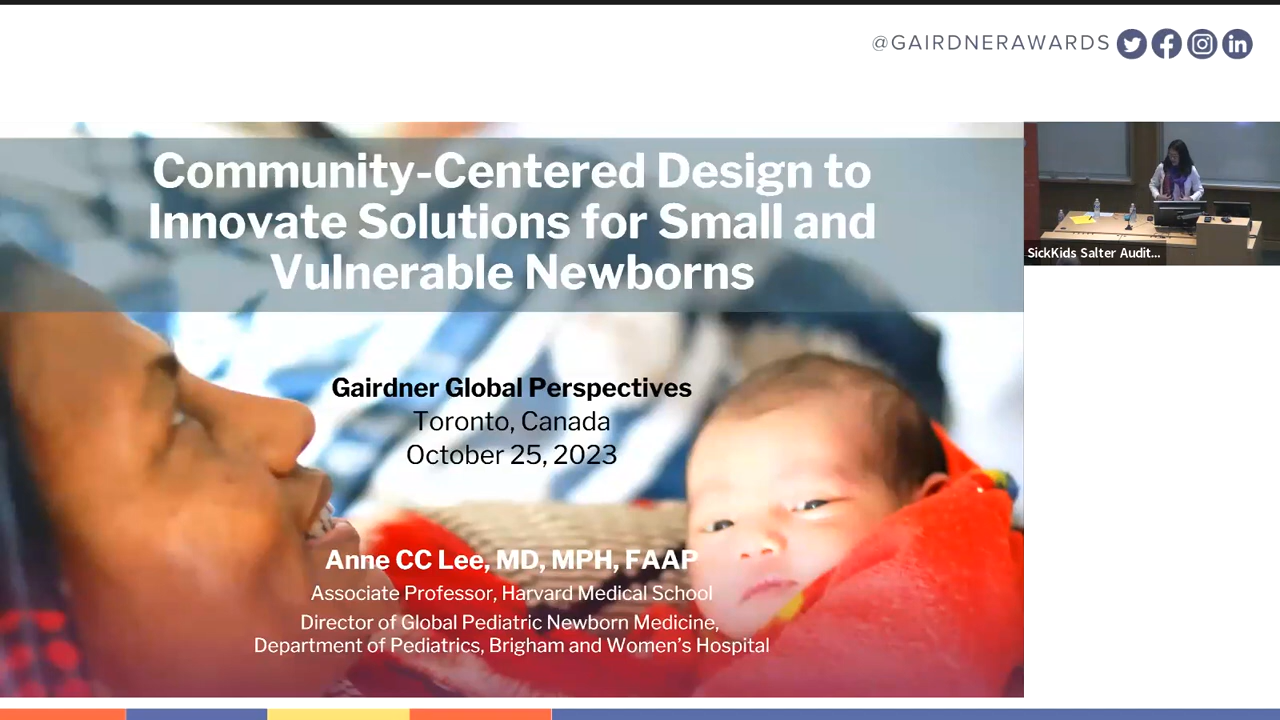 @GAIRDNERAWARDS
Community-Centered Design to
Innovate Solutions for Small and
Vulnerable Newborns
Gairdner Global Perspectives
Toronto, Canada
October 25, 2023
Anne CC Lee, MD, MPH, FAAP
Associate Professor, Harvard Medical School
Director of Global Pediatric Newborn Medicine,
Department of Pediatrics, Brigham and Women's Hospital
SickKids Salter Audit...